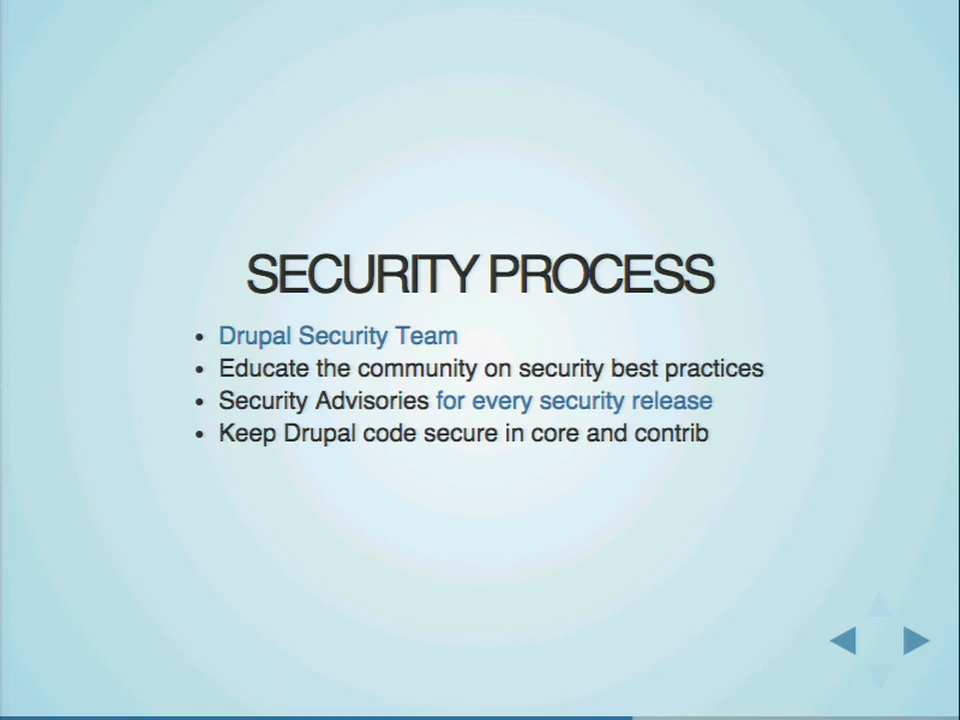 SECURITY PROCESS
• Drupal Security Team
• Educate the community on security best practices
• Security Advisories for every security release
• Keep Drupal code secure in core and contrib